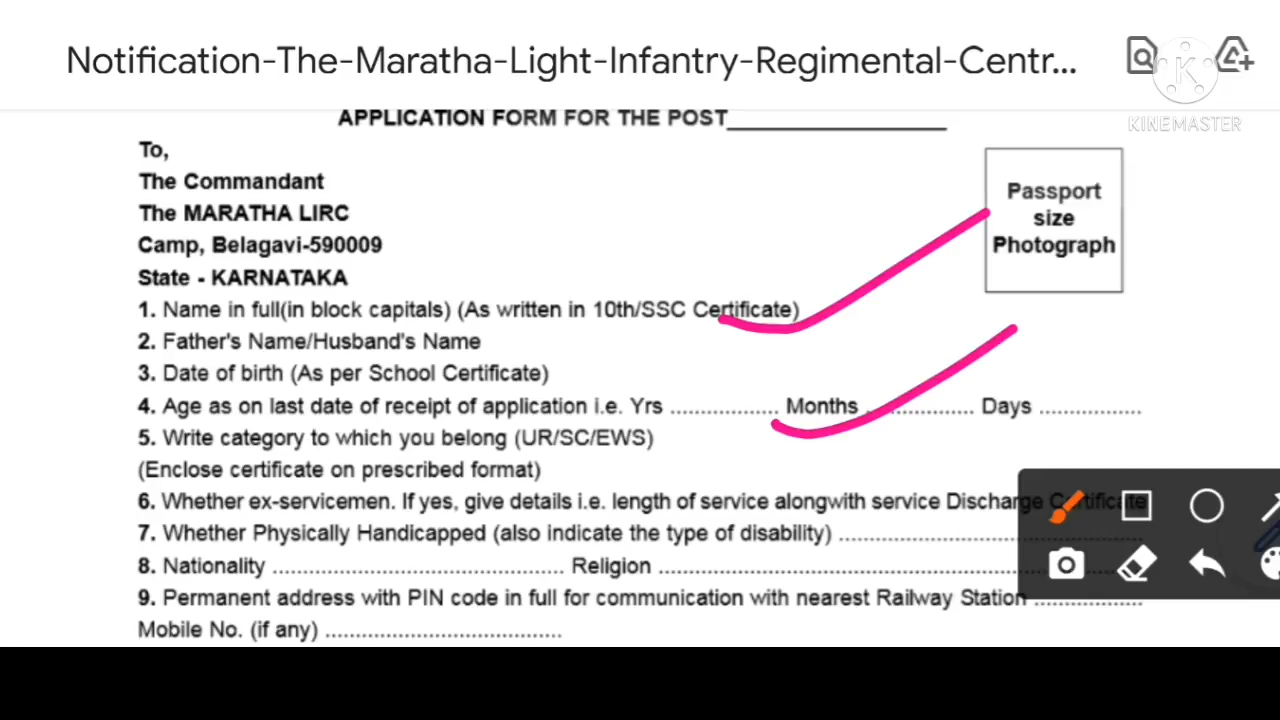 Notification-The-Maratha-Light-Infantry-Regimental-Centr...
K
KINEMASTER
APPLICATION FORM FOR THE POST_________________
To,
The Commandant
The MARATHA LIRC
Camp, Belagavi-590009
State - KARNATAKA
Passport
size
Photograph
1. Name in full(in block capitals) (As written in 10th/SSC Certificate)
2. Father's Name/Husband's Name
3. Date of birth (As per School Certificate)
4. Age as on last date of receipt of application i.e. Yrs .................. Months .................. Days .................
5. Write category to which you belong (UR/SC/EWS)
(Enclose certificate on prescribed format)
6. Whether ex-servicemen. If yes, give details i.e. length of service alongwith service Discharge Certificate
7. Whether Physically Handicapped (also indicate the type of disability) ..................................................
8. Nationality ................................................ Religion ................................................................
9. Permanent address with PIN code in full for communication with nearest Railway Station ..................
Mobile No. (if any) .......................................